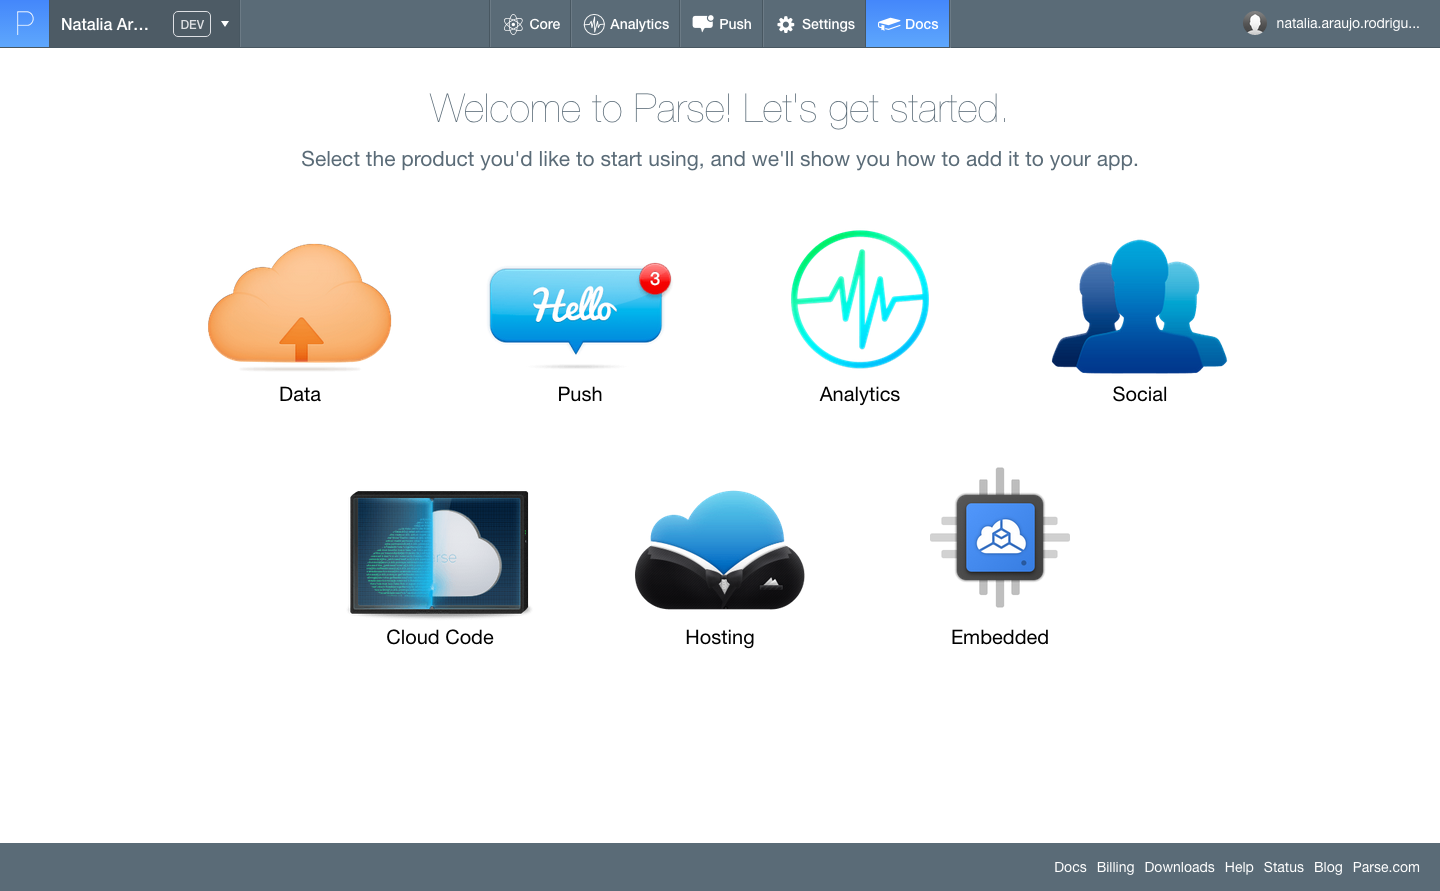 P Natalia Ar... DEV Core Analytics Push Settings Docs natalia.araujo.rodrigu...
Welcome to Parse! Let's get started.
Select the product you'd like to start using, and we'll show you how to add it to your app.
3
Hello
Data Push Analytics Social
Cloud Code Hosting Embedded
Docs Billing Downloads Help Status Blog Parse.com